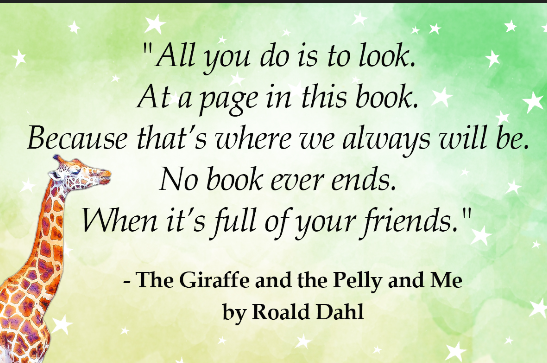 "All you do is to look.
At a page in this book.
Because that’s where we always will be.
No book ever ends.
When it’s full of your friends."
- The Giraffe and the Pelly and Me
by Roald Dahl